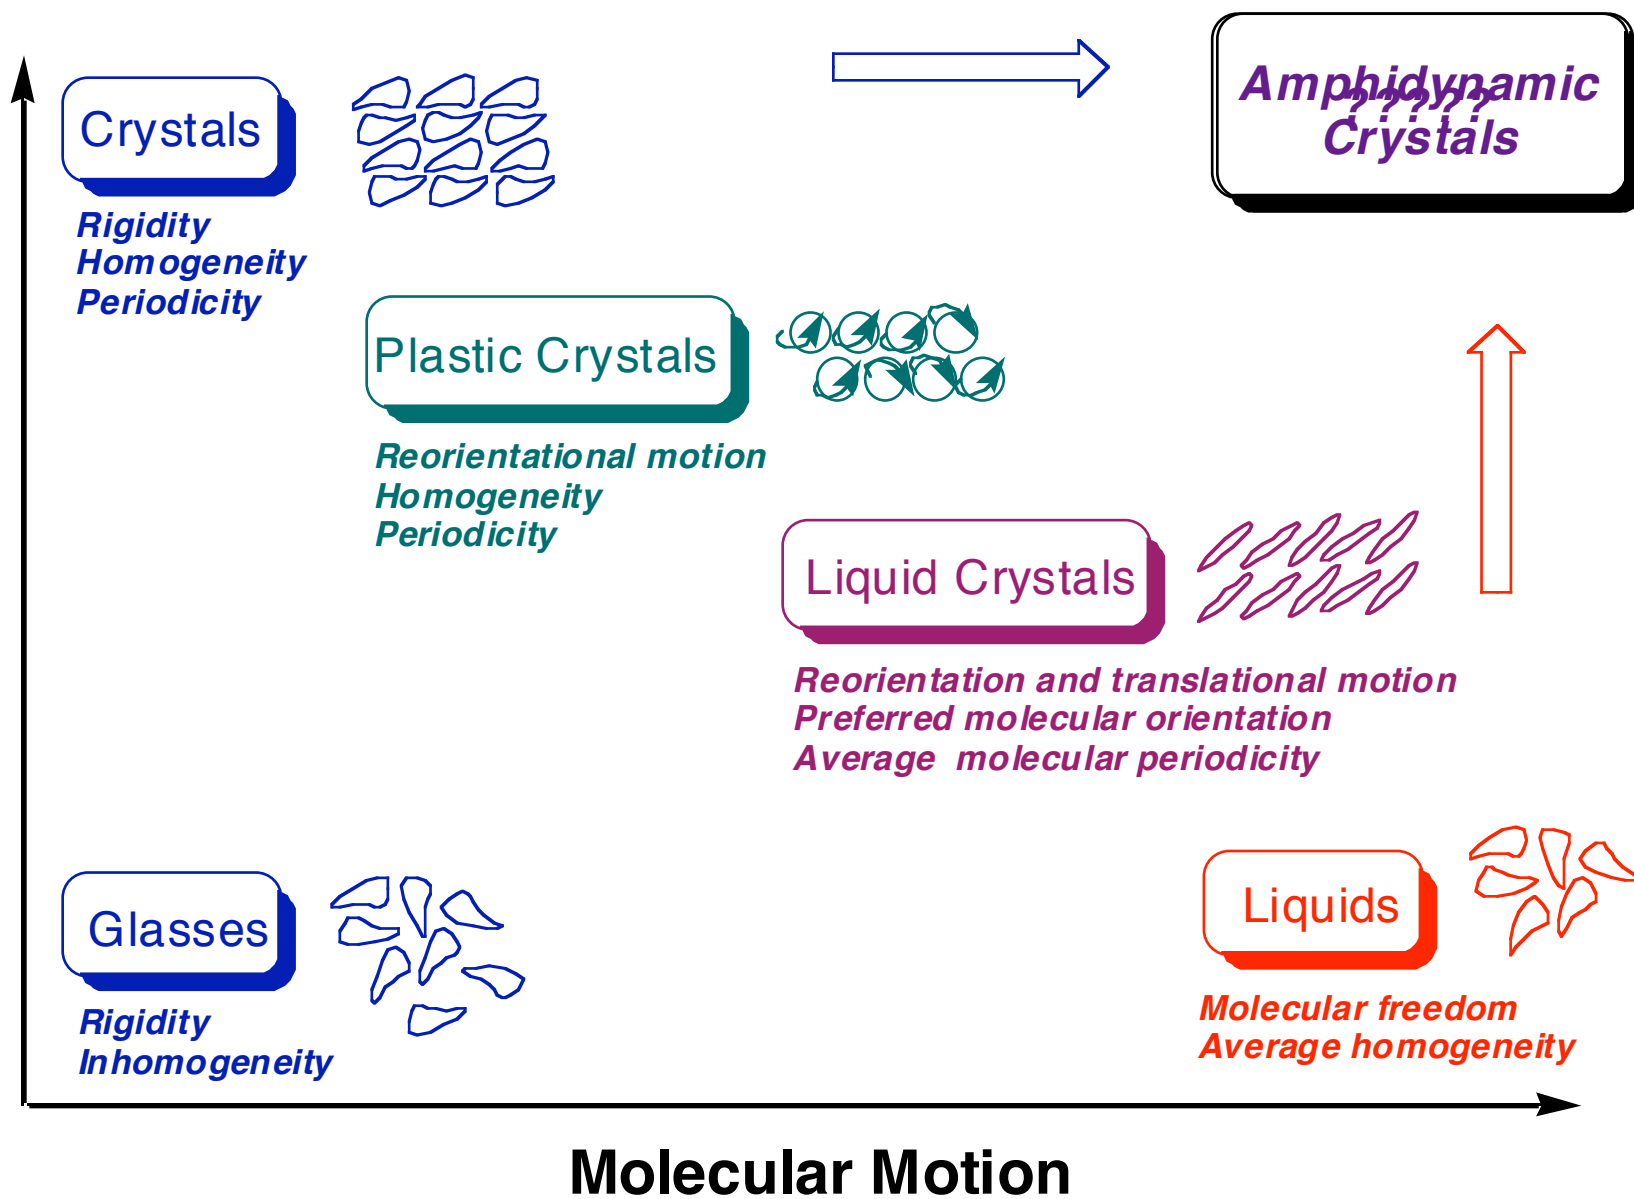 Crystals
Rigidity
Homogeneity
Periodicity
Amphidynamic
?????
Crystals
Plastic Crystals
Reorientational motion
Homogeneity
Periodicity
Liquid Crystals
Reorientation and translational motion
Preferred molecular orientation
Average molecular periodicity
Glasses
Rigidity
Inhomogeneity
Liquids
Molecular freedom
Average homogeneity
Molecular Motion